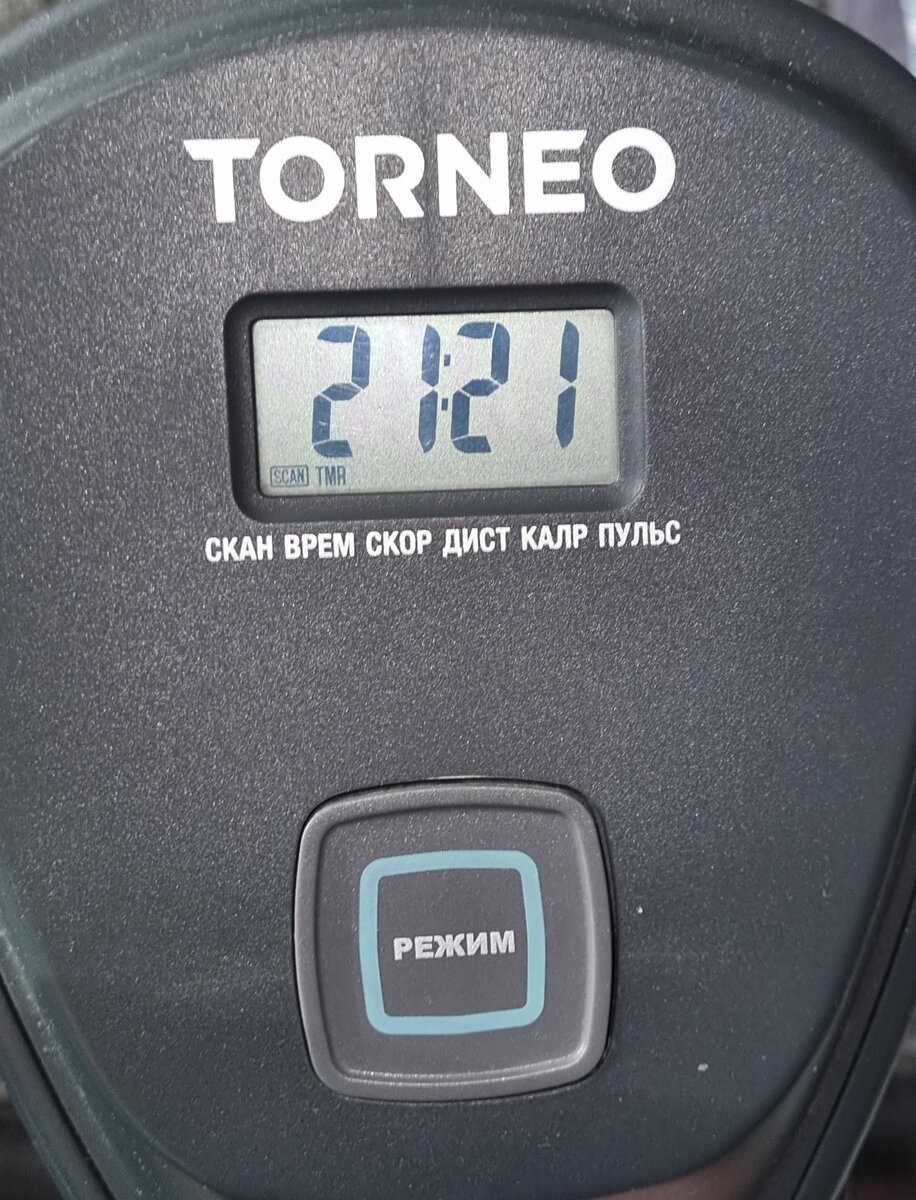 TORNEO
21:21
SCAN TMR
СКАН ВРЕМ СКОР ДИСТ КАЛР ПУЛЬС
РЕЖИМ